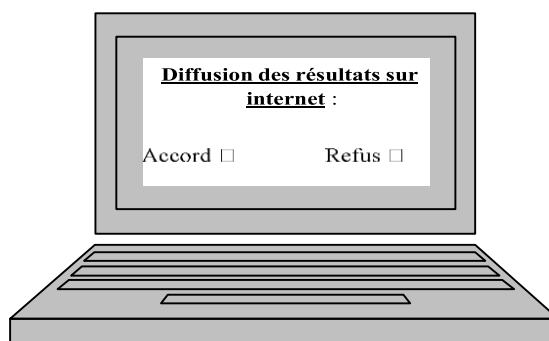 Diffusion des résultats sur
internet :
Accord □ Refus □